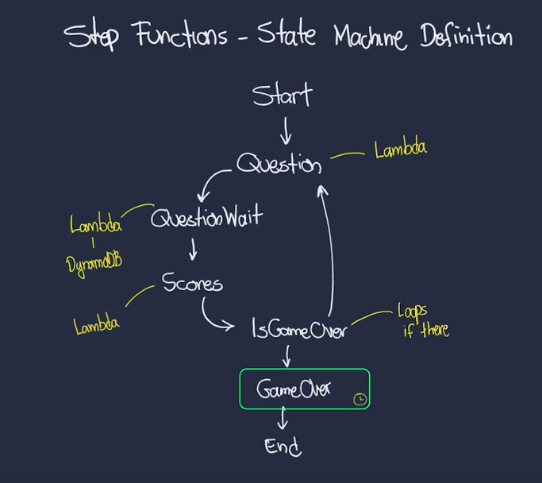 Step Functions - State Machine Definition
Start
Question
Lambda
QuestionWait
Lambda
DynamoDB
Scores
Lambda
IsGameOver
Loops
if there
GameOver
End